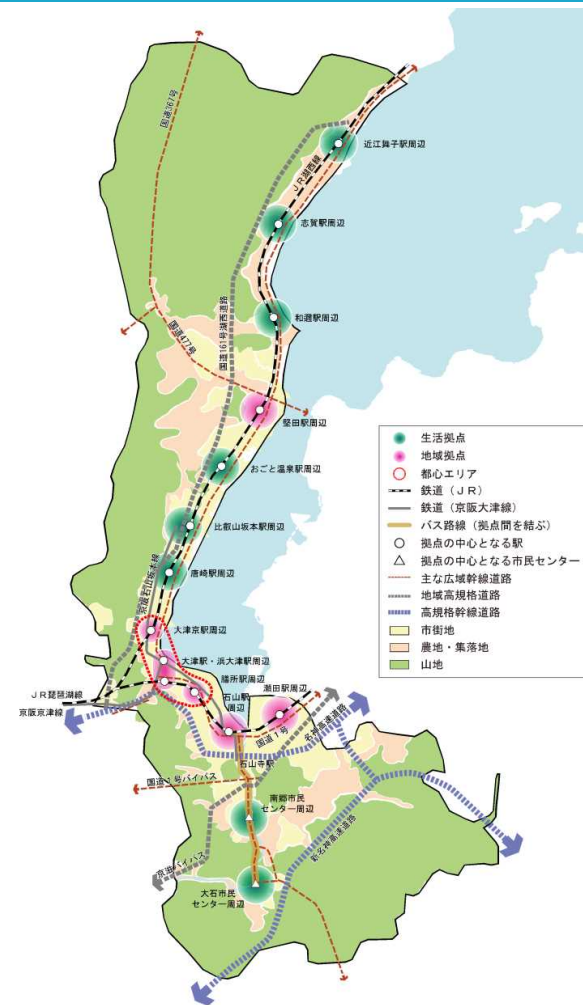 国道367号
近江舞子駅周辺
JR湖西線
志賀駅周辺
国道161号湖西道路
和邇駅周辺
国道477号
堅田駅周辺
おごと温泉駅周辺
比叡山坂本駅周辺
唐崎駅周辺
京阪石山坂本線
大津京駅周辺
大津駅・浜大津駅周辺
膳所駅周辺
JR琵琶湖線
京阪京津線
石山駅
周辺
瀬田駅周辺
国道1号
名神高速道路
石山寺駅
国道1号バイパス
南郷市民
センター周辺
新名神高速道路
京滋バイパス
大石市民
センター周辺
生活拠点
地域拠点
都心エリア
鉄道（JR）
鉄道（京阪大津線）
バス路線（拠点間を結ぶ）
拠点の中心となる駅
拠点の中心となる市民センター
主な広域幹線道路
地域高規格道路
高規格幹線道路
市街地
農地・集落地
山地